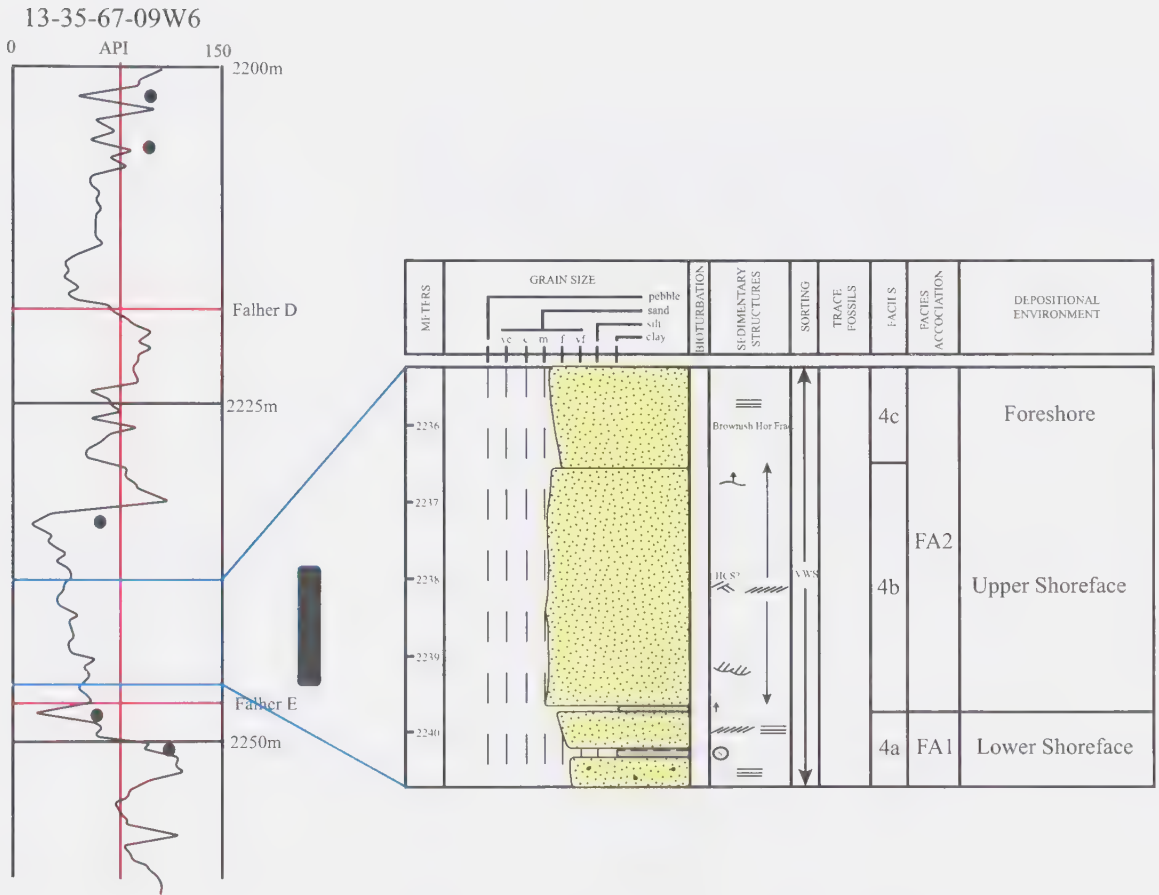 13-35-67-09W6
0 API 150
2200m
Falher D
2225m
Falher E
2250m
METERS
GRAIN SIZE
pebble
sand
silt
clay
vc c m f vf
BIOTURBATION
SEDIMENTARY
STRUCTURES
SORTING
TRACE
FOSSILS
FACIES
FACIES
ACCOCIATION
DEPOSITIONAL
ENVIRONMENT
2236
2237
2238
2239
2240
Brownish Hor Frac
HCS?
VWS
4c
4b
4a
FA2
FA1
Foreshore
Upper Shoreface
Lower Shoreface